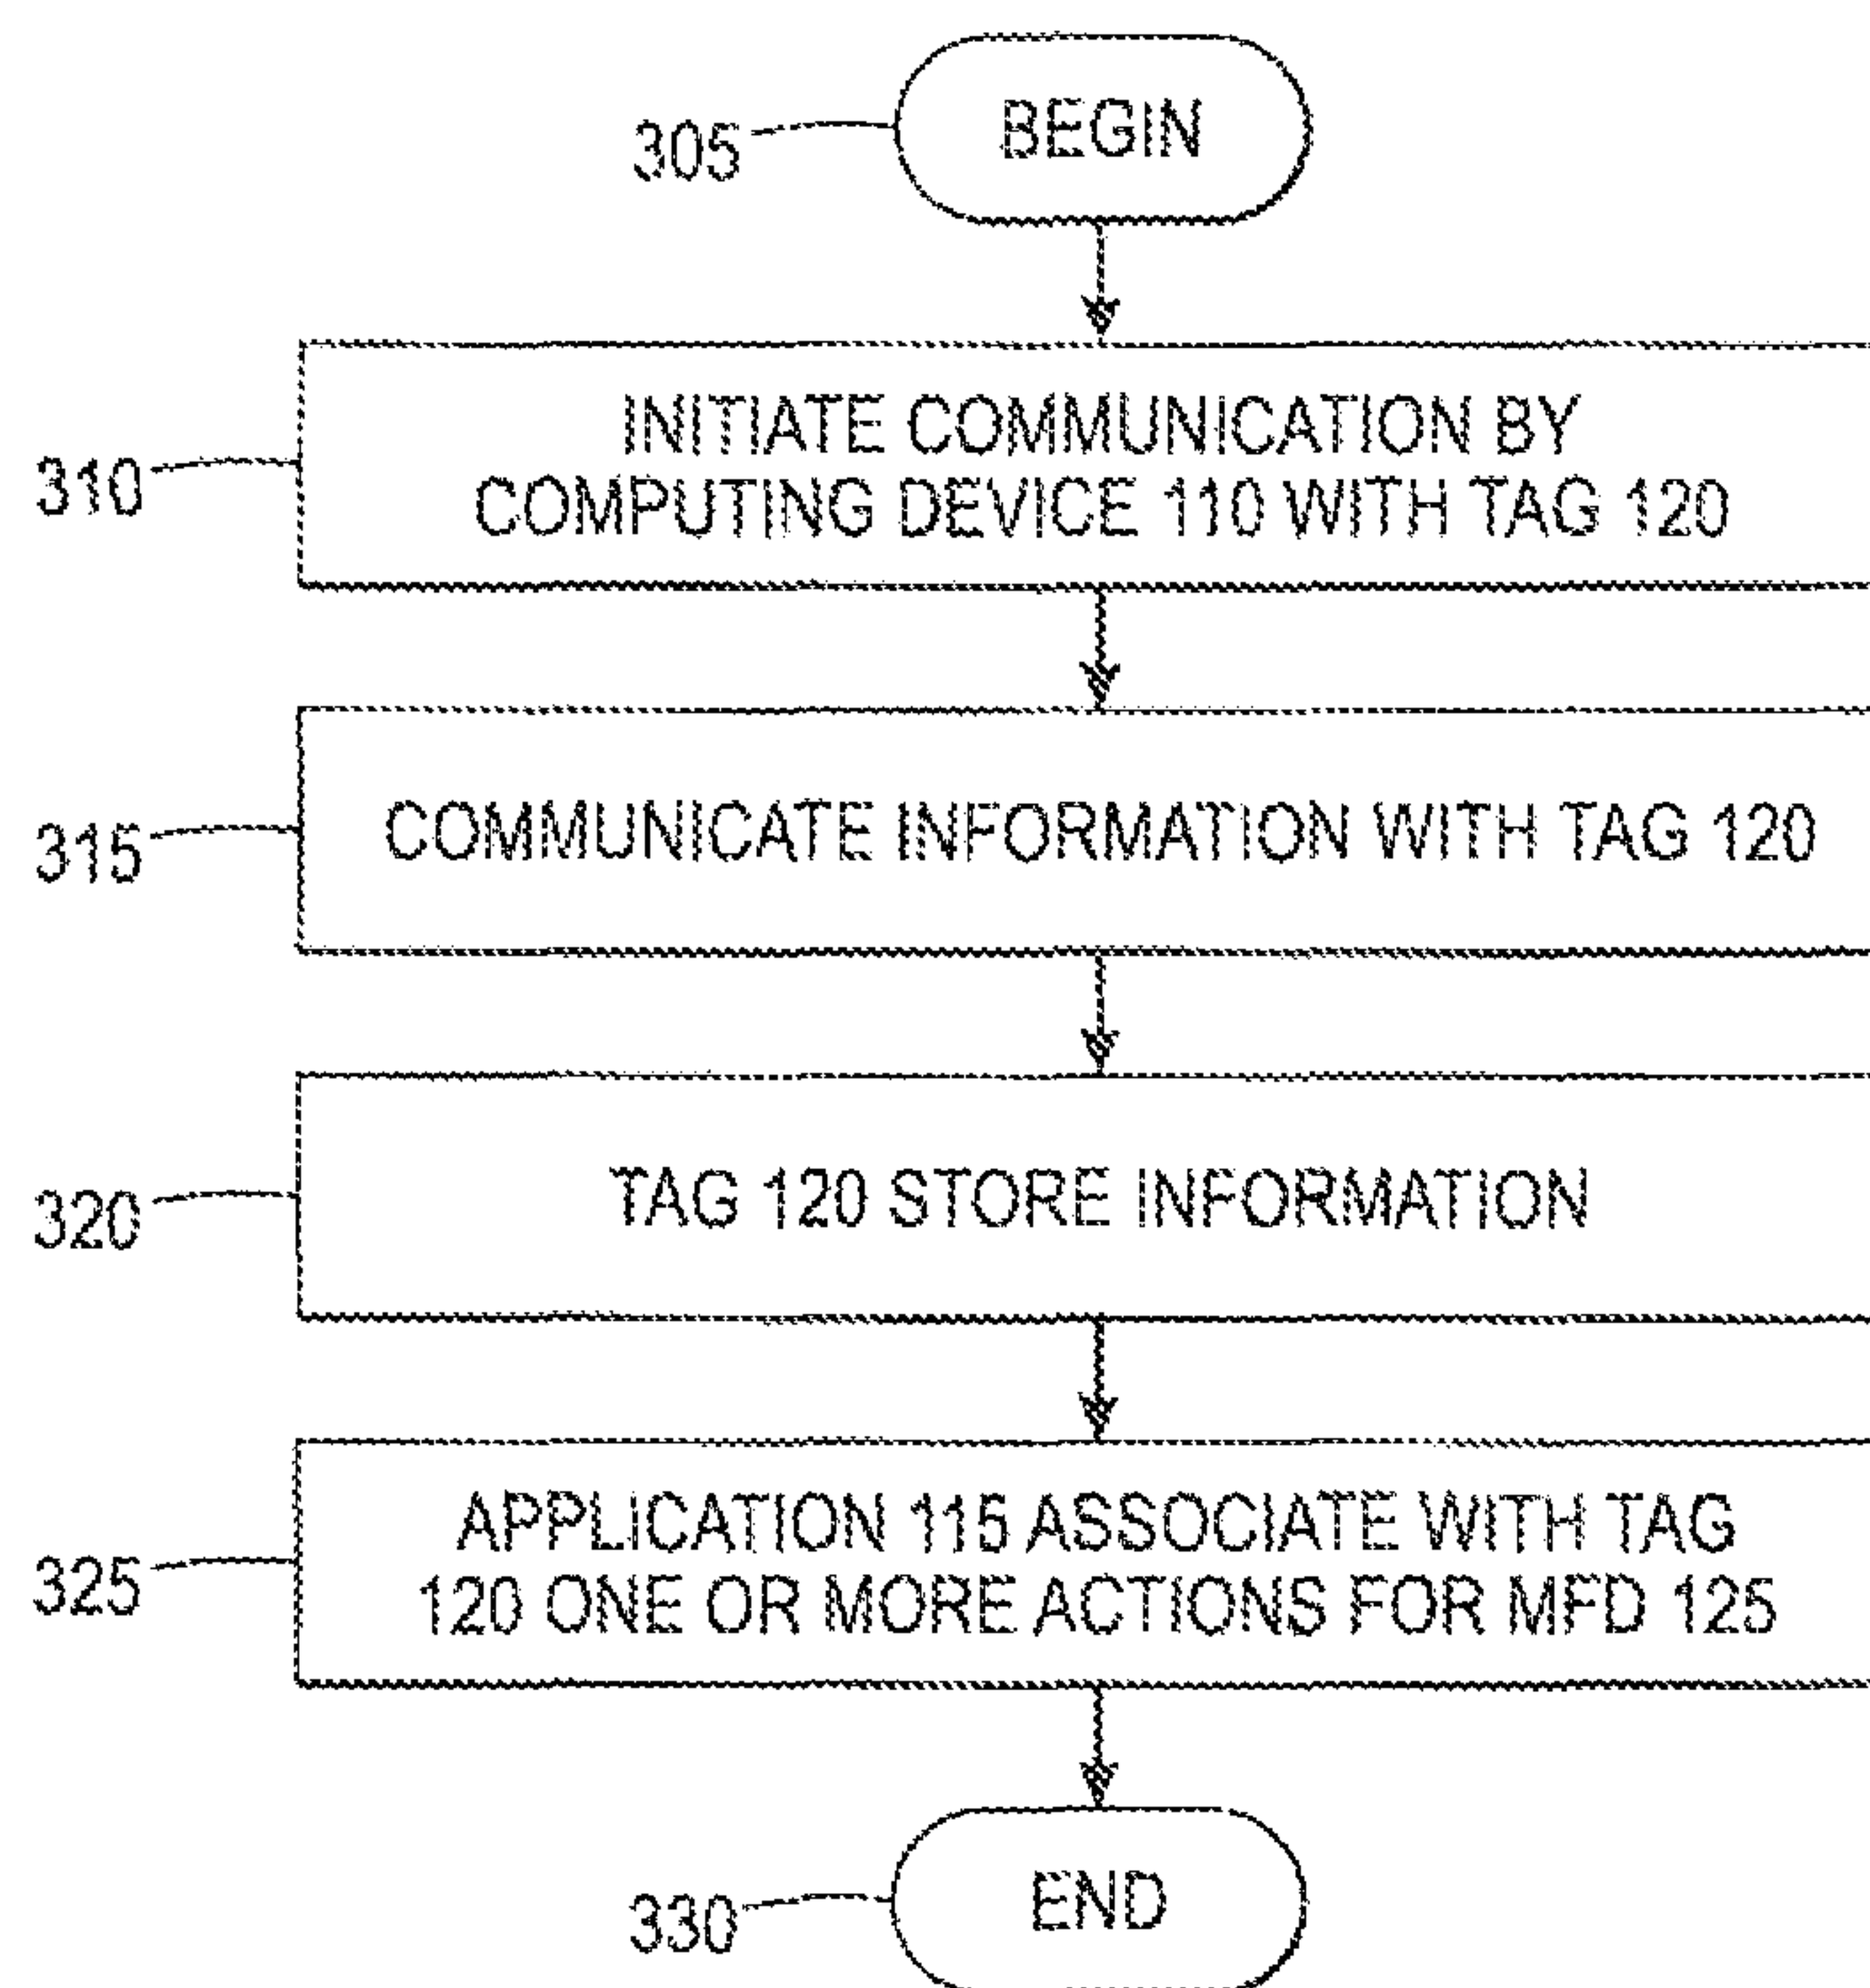 305
BEGIN
310
INITIATE COMMUNICATION BY
COMPUTING DEVICE 110 WITH TAG 120
315
COMMUNICATE INFORMATION WITH TAG 120
320
TAG 120 STORE INFORMATION
325
APPLICATION 115 ASSOCIATE WITH TAG
120 ONE OR MORE ACTIONS FOR MFD 125
330
END